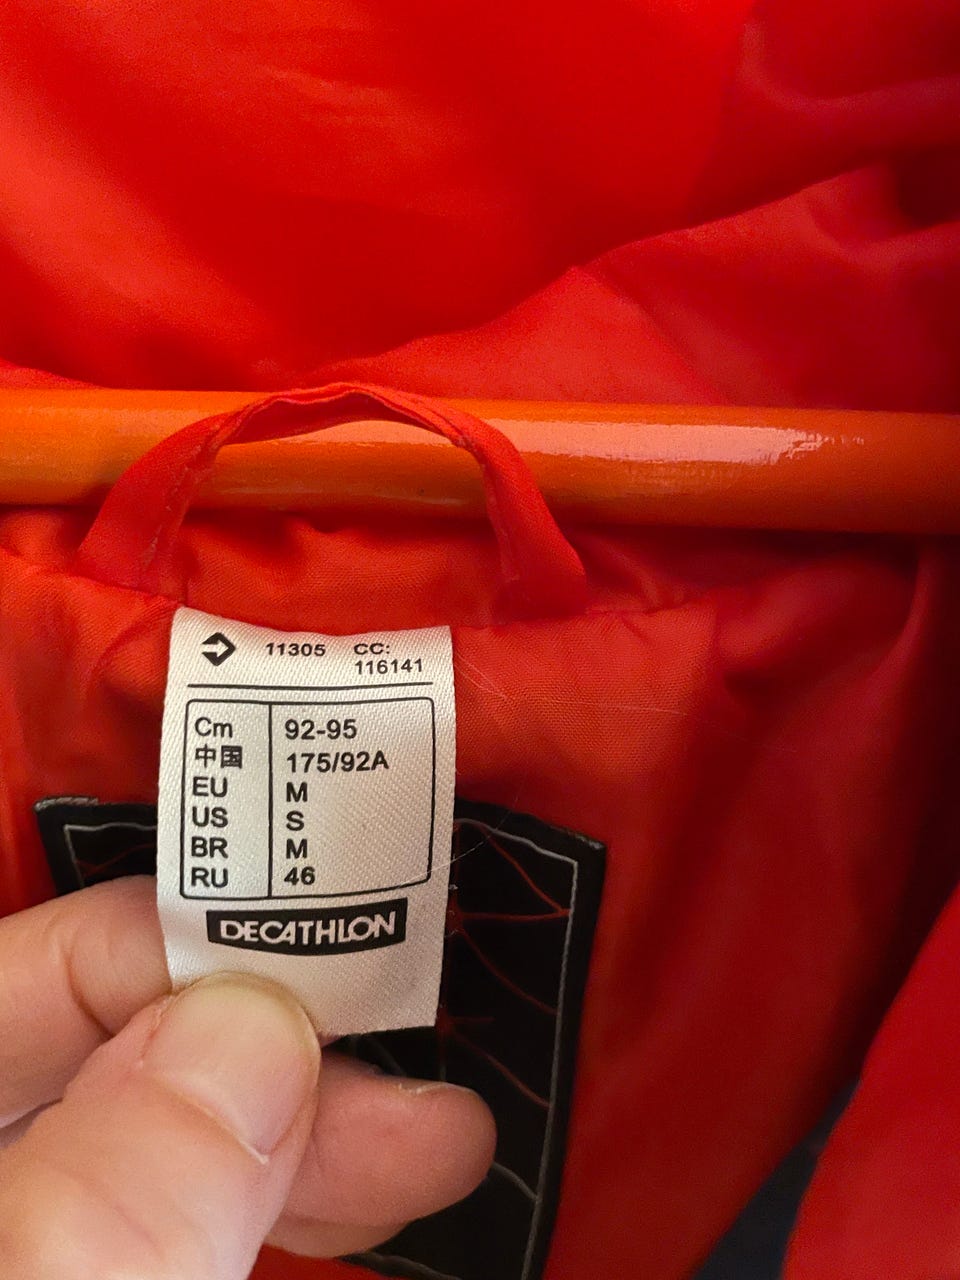 11305 CC:
116141
Cm 92-95
中国 175/92A
EU M
US S
BR M
RU 46
DECATHLON